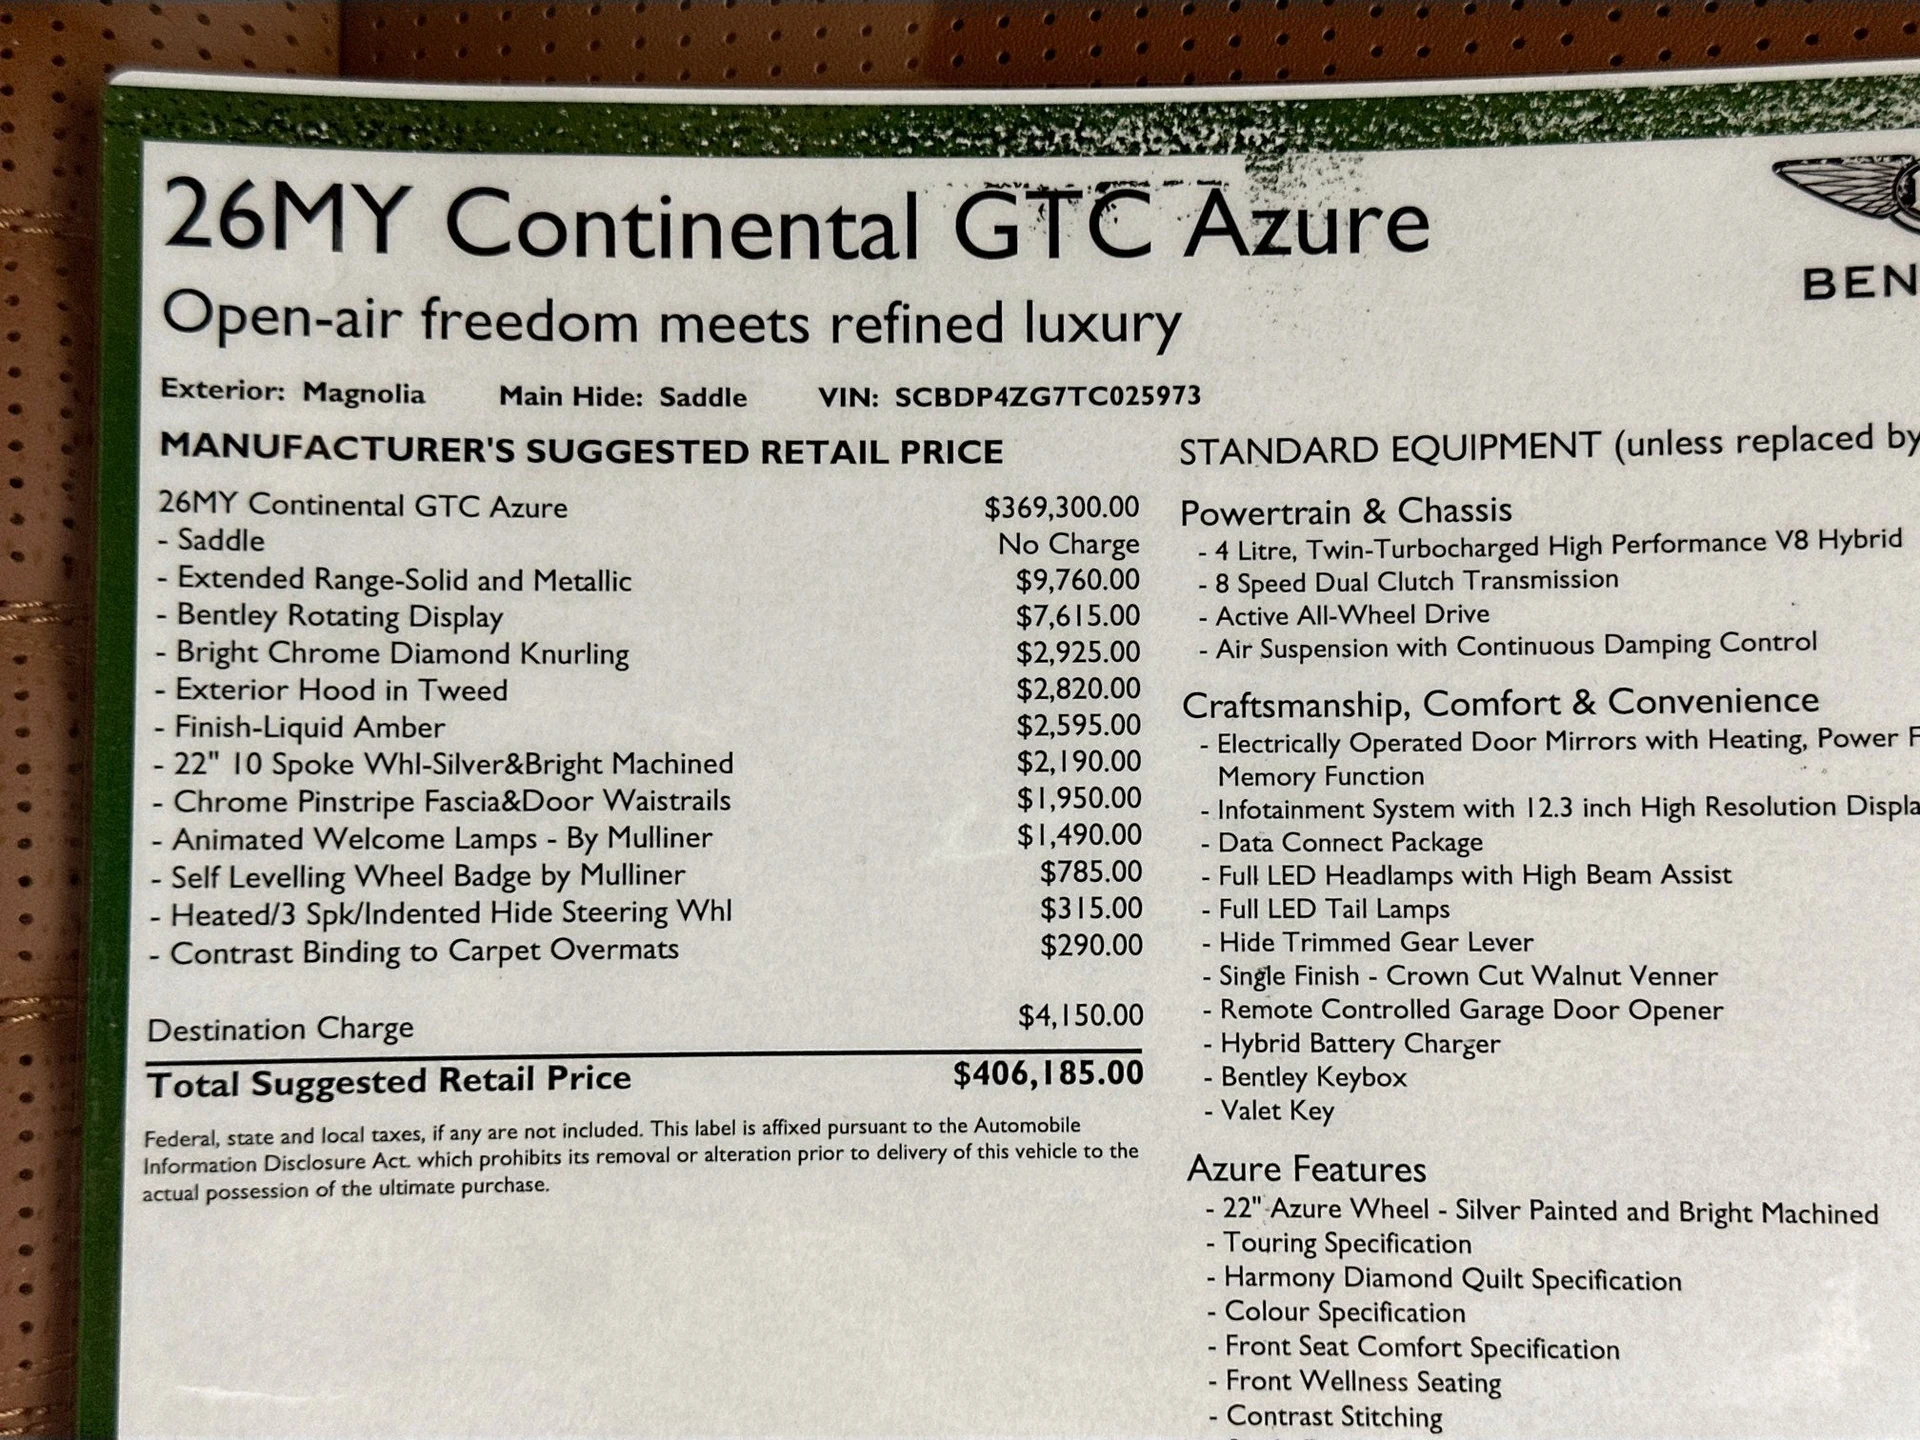 26MY Continental GTC Azure
Open-air freedom meets refined luxury
BEN
Exterior: Magnolia Main Hide: Saddle VIN: SCBDP4ZG7TC025973
MANUFACTURER'S SUGGESTED RETAIL PRICE
26MY Continental GTC Azure $369,300.00
- Saddle No Charge
- Extended Range-Solid and Metallic $9,760.00
- Bentley Rotating Display $7,615.00
- Bright Chrome Diamond Knurling $2,925.00
- Exterior Hood in Tweed $2,820.00
- Finish-Liquid Amber $2,595.00
- 22" 10 Spoke Whl-Silver&Bright Machined $2,190.00
- Chrome Pinstripe Fascia&Door Waistrails $1,950.00
- Animated Welcome Lamps - By Mulliner $1,490.00
- Self Levelling Wheel Badge by Mulliner $785.00
- Heated/3 Spk/Indented Hide Steering Whl $315.00
- Contrast Binding to Carpet Overmats $290.00
Destination Charge $4,150.00
Total Suggested Retail Price $406,185.00
Federal, state and local taxes, if any are not included. This label is affixed pursuant to the Automobile
Information Disclosure Act. which prohibits its removal or alteration prior to delivery of this vehicle to the
actual possession of the ultimate purchase.
STANDARD EQUIPMENT (unless replaced by
Powertrain & Chassis
- 4 Litre, Twin-Turbocharged High Performance V8 Hybrid
- 8 Speed Dual Clutch Transmission
- Active All-Wheel Drive
- Air Suspension with Continuous Damping Control
Craftsmanship, Comfort & Convenience
- Electrically Operated Door Mirrors with Heating, Power F
Memory Function
- Infotainment System with 12.3 inch High Resolution Displa
- Data Connect Package
- Full LED Headlamps with High Beam Assist
- Full LED Tail Lamps
- Hide Trimmed Gear Lever
- Single Finish - Crown Cut Walnut Venner
- Remote Controlled Garage Door Opener
- Hybrid Battery Charger
- Bentley Keybox
- Valet Key
Azure Features
- 22" Azure Wheel - Silver Painted and Bright Machined
- Touring Specification
- Harmony Diamond Quilt Specification
- Colour Specification
- Front Seat Comfort Specification
- Front Wellness Seating
- Contrast Stitching